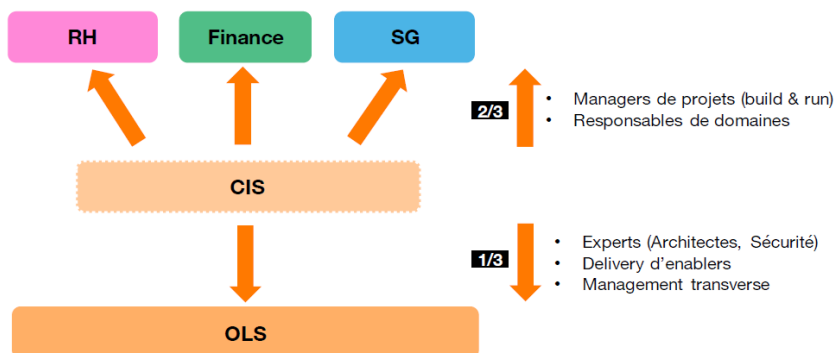 RH
Finance
SG
2/3
• Managers de projets (build & run)
• Responsables de domaines
CIS
1/3
• Experts (Architectes, Sécurité)
• Delivery d’enablers
• Management transverse
OLS